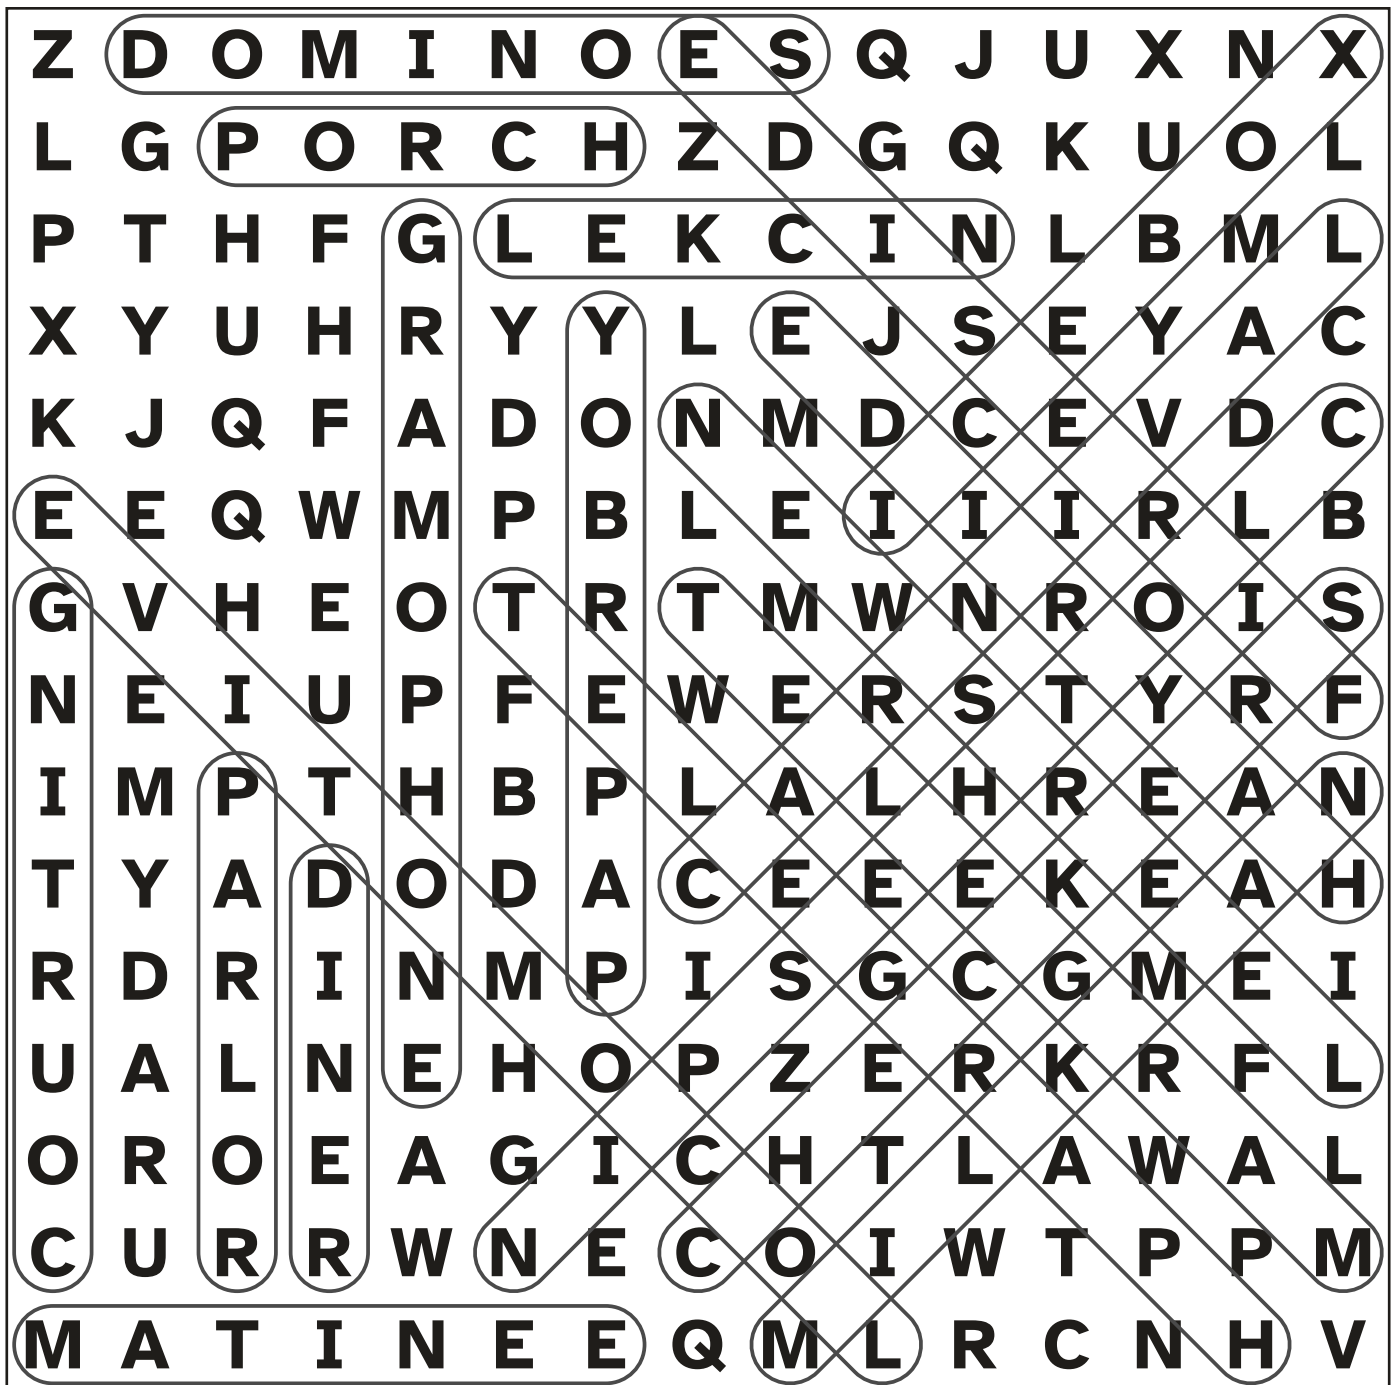 Z D O M I N O E S Q J U X N X
L G P O R C H Z D G Q K U O L
P T H F G L E K C I N L B M L
X Y U H R Y Y L E J S E Y A C
K J Q F A D O N M D C E V D C
E E Q W M P B L E I I I R L B
G V H E O T R T M W N R O I S
N E I U P F E W E R S T Y R F
I M P T H B P L A L H R E A N
T Y A D O D A C E E E K E A H
R D R I N M P I S G C G M E I
U A L N E H O P Z E R K R F L
O R O E A G I C H T L A W A L
C U R R W N E C O I W T P P M
M A T I N E E Q M L R C N H V